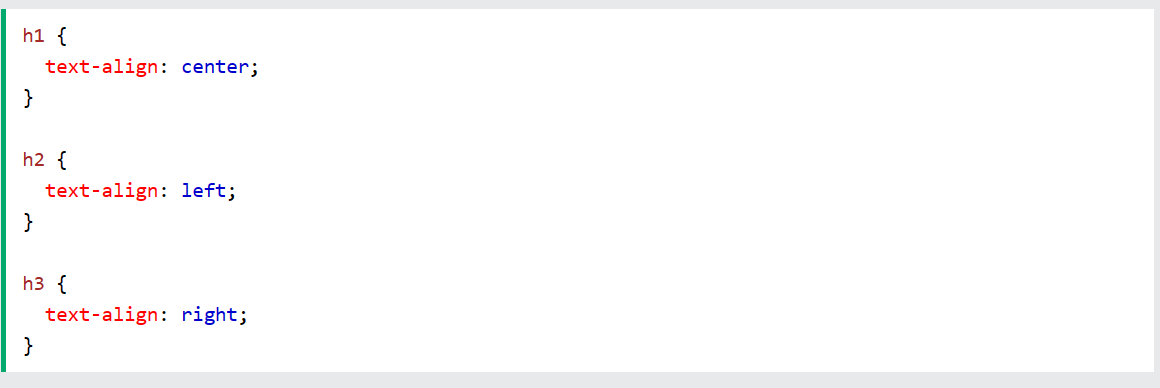 h1 {
  text-align: center;
}

h2 {
  text-align: left;
}

h3 {
  text-align: right;
}